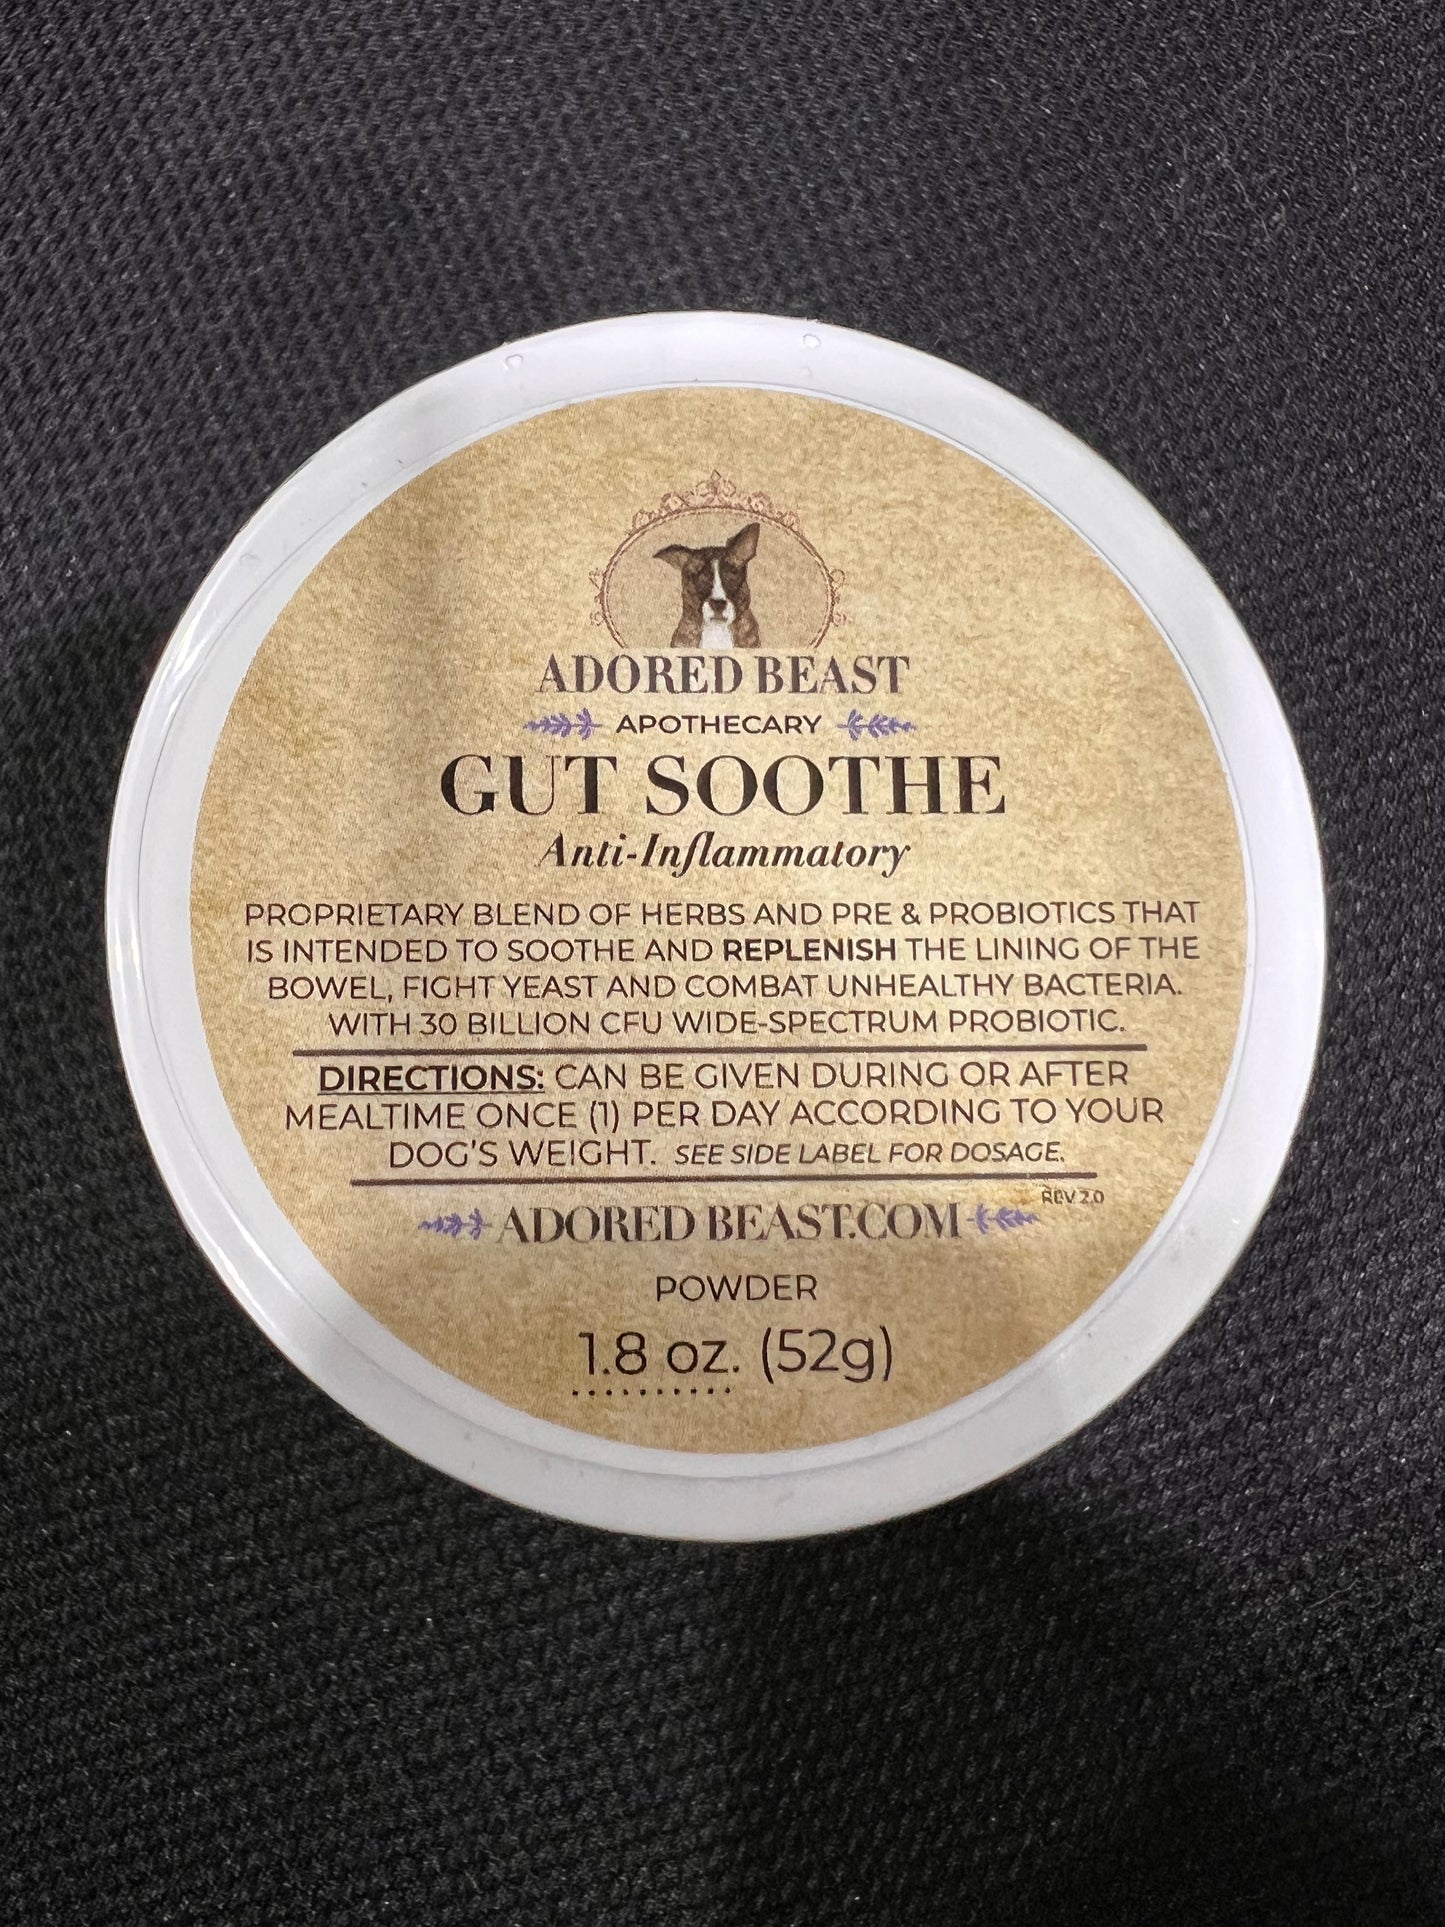 ADORED BEAST
APOTHECARY
GUT SOOTHE
Anti-Inflammatory
PROPRIETARY BLEND OF HERBS AND PRE & PROBIOTICS THAT
IS INTENDED TO SOOTHE AND REPLENISH THE LINING OF THE
BOWEL, FIGHT YEAST AND COMBAT UNHEALTHY BACTERIA.
WITH 30 BILLION CFU WIDE-SPECTRUM PROBIOTIC.
DIRECTIONS: CAN BE GIVEN DURING OR AFTER
MEALTIME ONCE (1) PER DAY ACCORDING TO YOUR
DOG'S WEIGHT. SEE SIDE LABEL FOR DOSAGE.
REV 2.0
ADORED BEAST.COM
POWDER
1.8 oz. (52g)